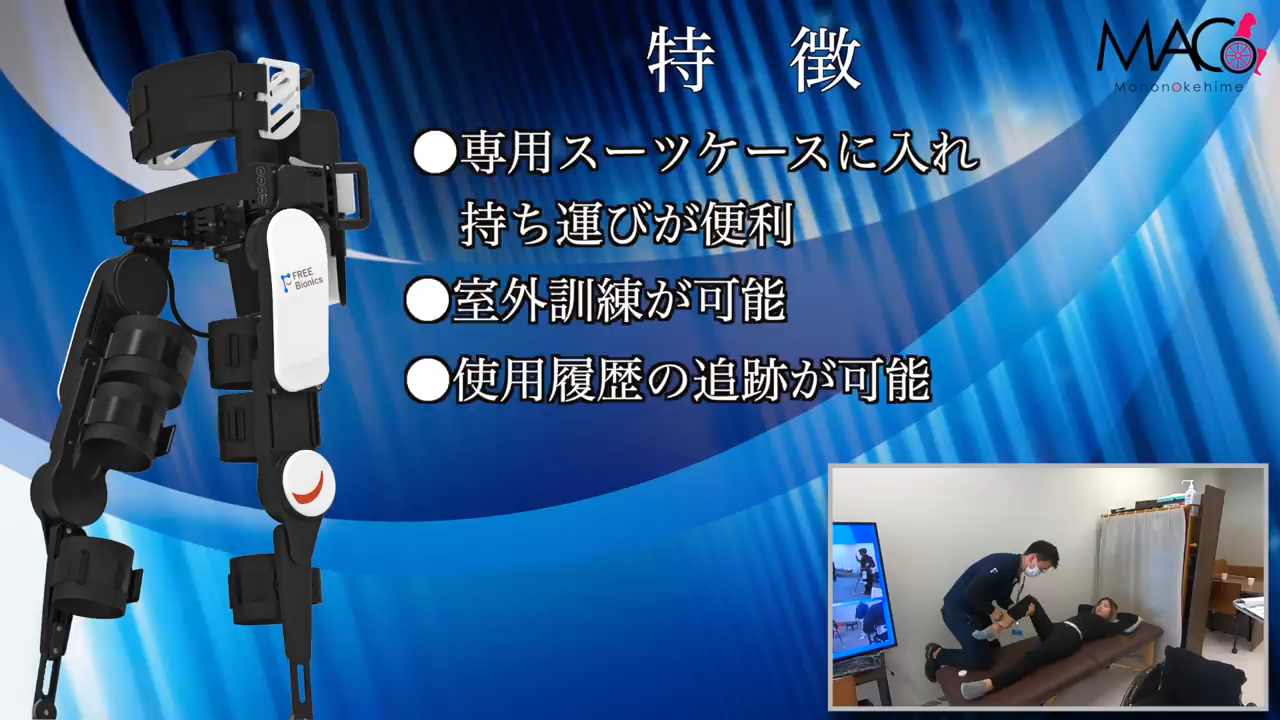 特 徴
MACo
Mononokehime
●専用スーツケースに入れ
持ち運びが便利
●室外訓練が可能
●使用履歴の追跡が可能
FREE
Bionics